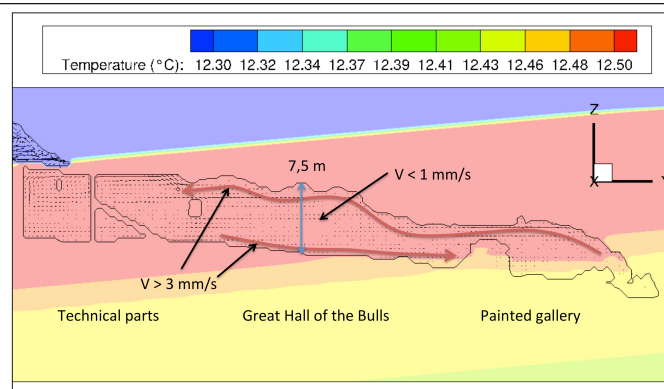 Temperature (°C): 12.30 12.32 12.34 12.37 12.39 12.41 12.43 12.46 12.48 12.50
Z
X
Y
7,5 m
V < 1 mm/s
V > 3 mm/s
Technical parts Great Hall of the Bulls Painted gallery